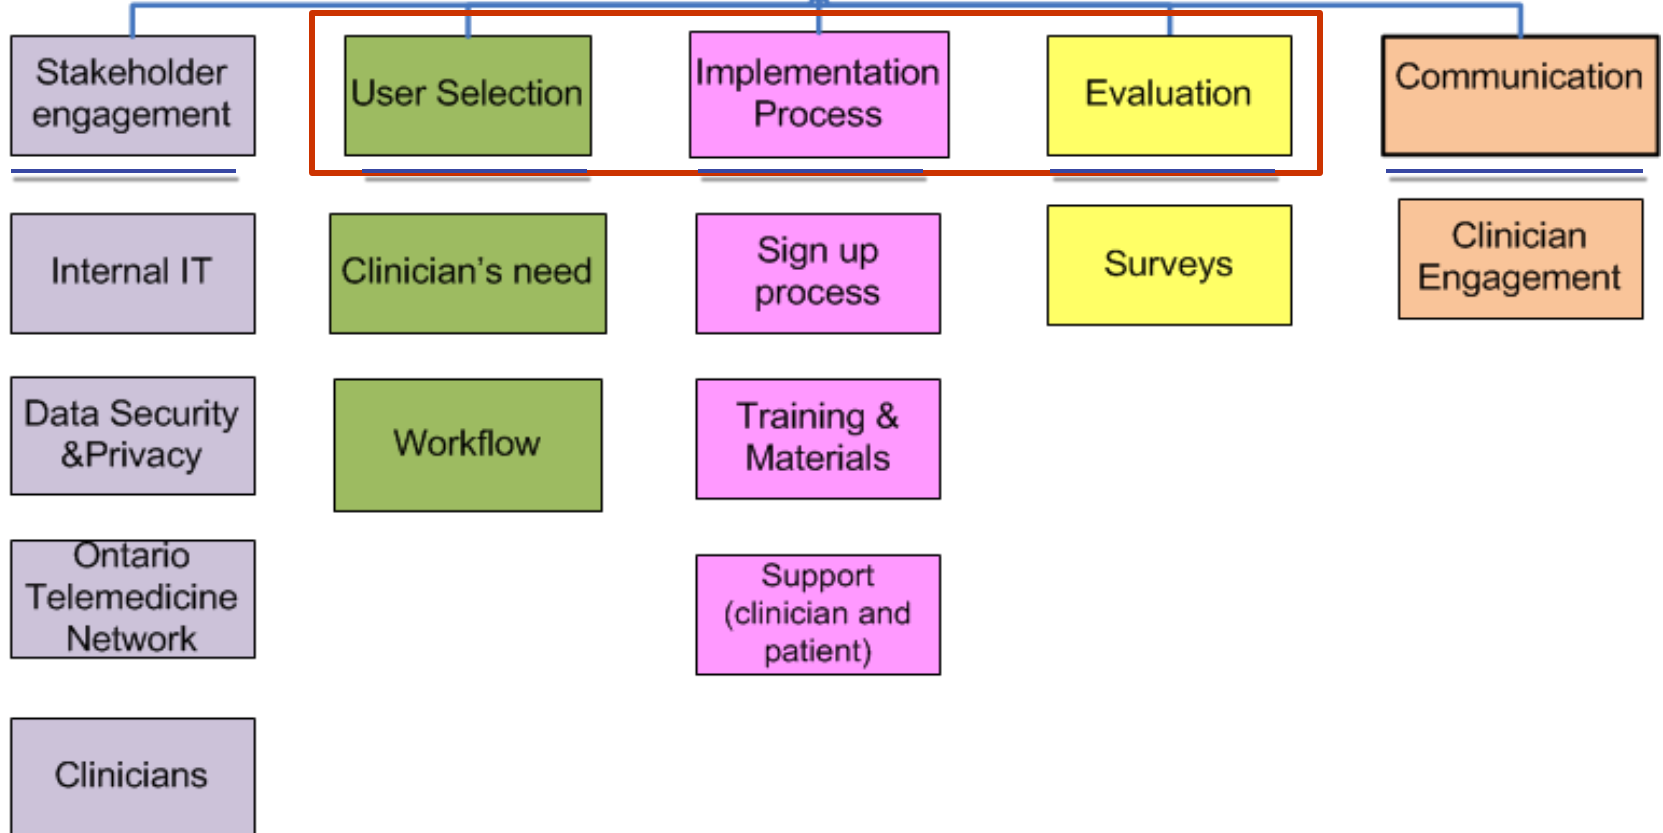 Stakeholder
engagement
User Selection
Implementation
Process
Evaluation
Communication
Internal IT
Data Security
&Privacy
Ontario
Telemedicine
Network
Clinicians
Clinician’s need
Workflow
Sign up
process
Training &
Materials
Support
(clinician and
patient)
Surveys
Clinician
Engagement